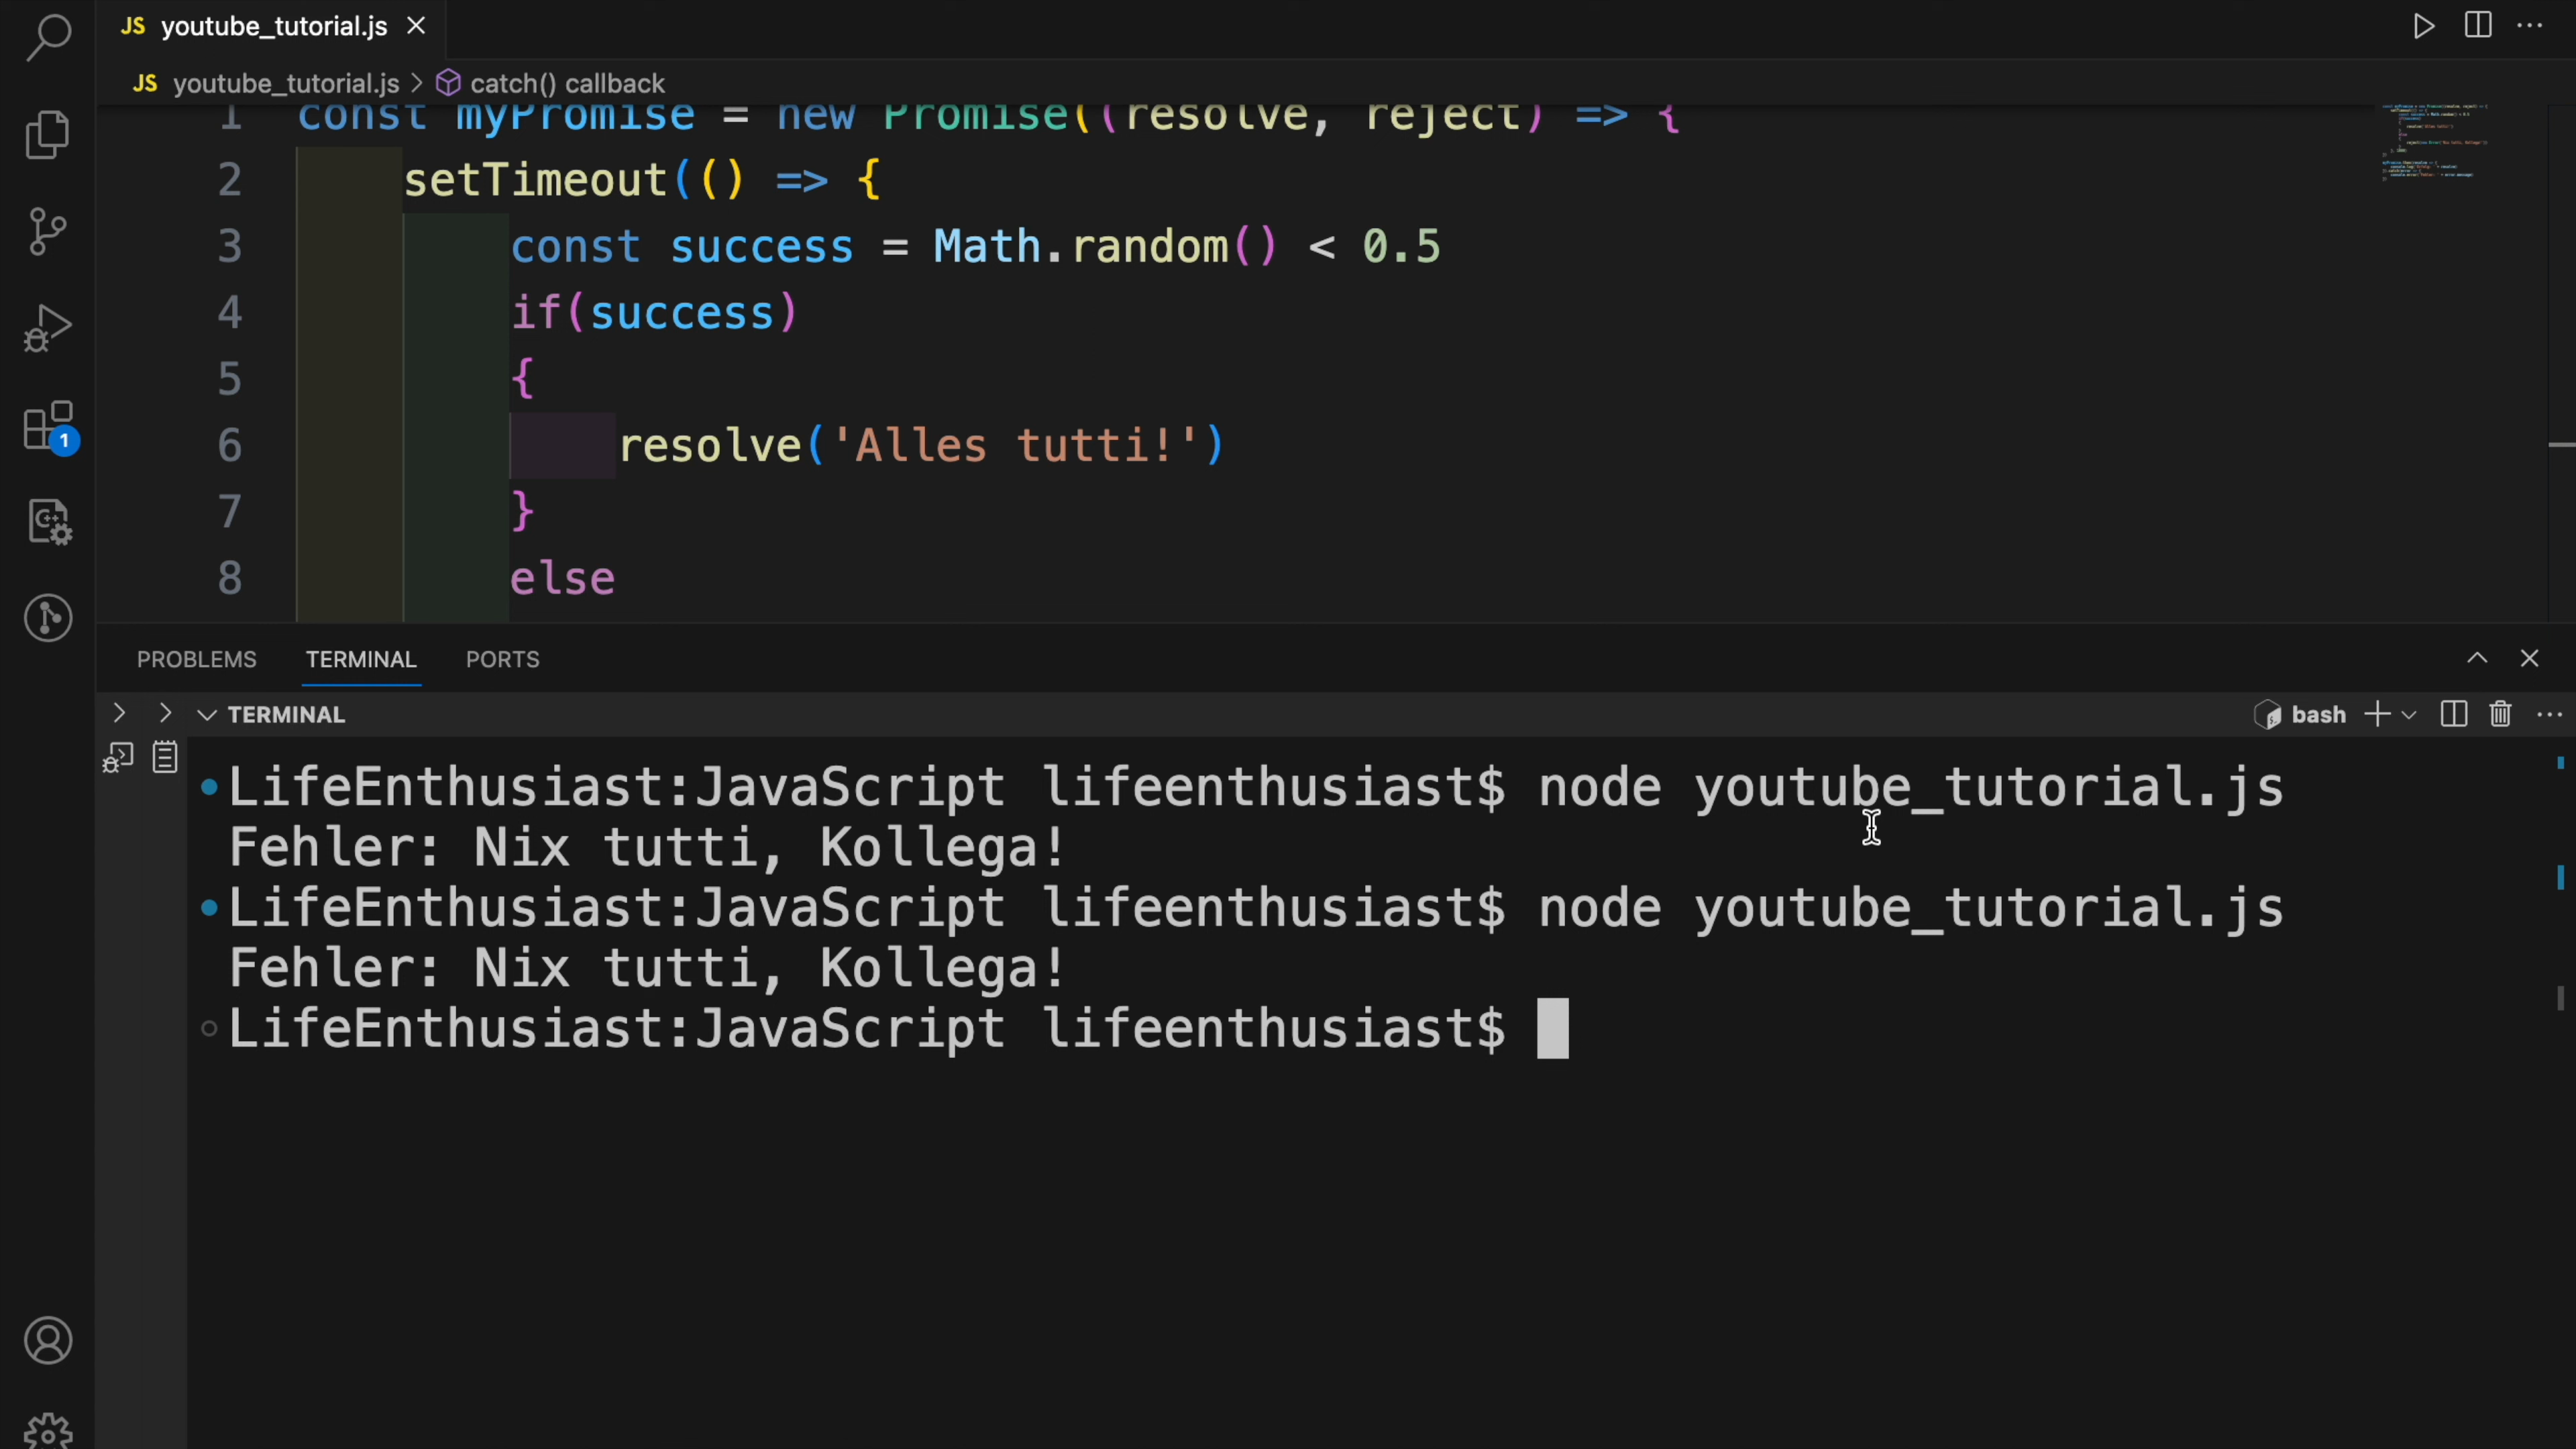 JS youtube_tutorial.js
JS youtube_tutorial.js > catch() callback
1 const myPromise = new Promise((resolve, reject) => {
2 setTimeout(() => {
3 const success = Math.random() < 0.5
4 if(success)
5 {
6 resolve('Alles tutti!')
7 }
8 else
1
PROBLEMS TERMINAL PORTS
TERMINAL bash
LifeEnthusiast:JavaScript lifeenthusiast$ node youtube_tutorial.js
Fehler: Nix tutti, Kollega!
LifeEnthusiast:JavaScript lifeenthusiast$ node youtube_tutorial.js
Fehler: Nix tutti, Kollega!
LifeEnthusiast:JavaScript lifeenthusiast$